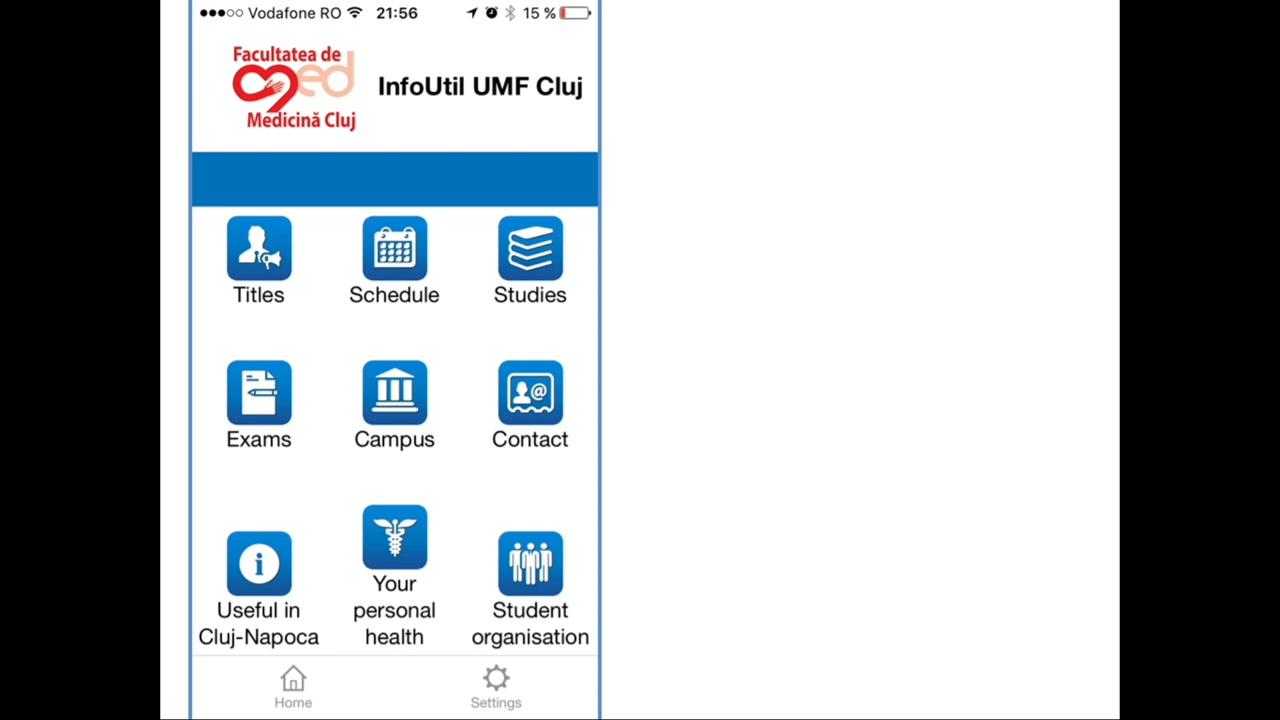 Vodafone RO 21:56 15 %
Facultatea de
Med
Medicină Cluj
InfoUtil UMF Cluj
Titles Schedule Studies
Exams Campus Contact
Your
Useful in personal Student
Cluj-Napoca health organisation
Home Settings